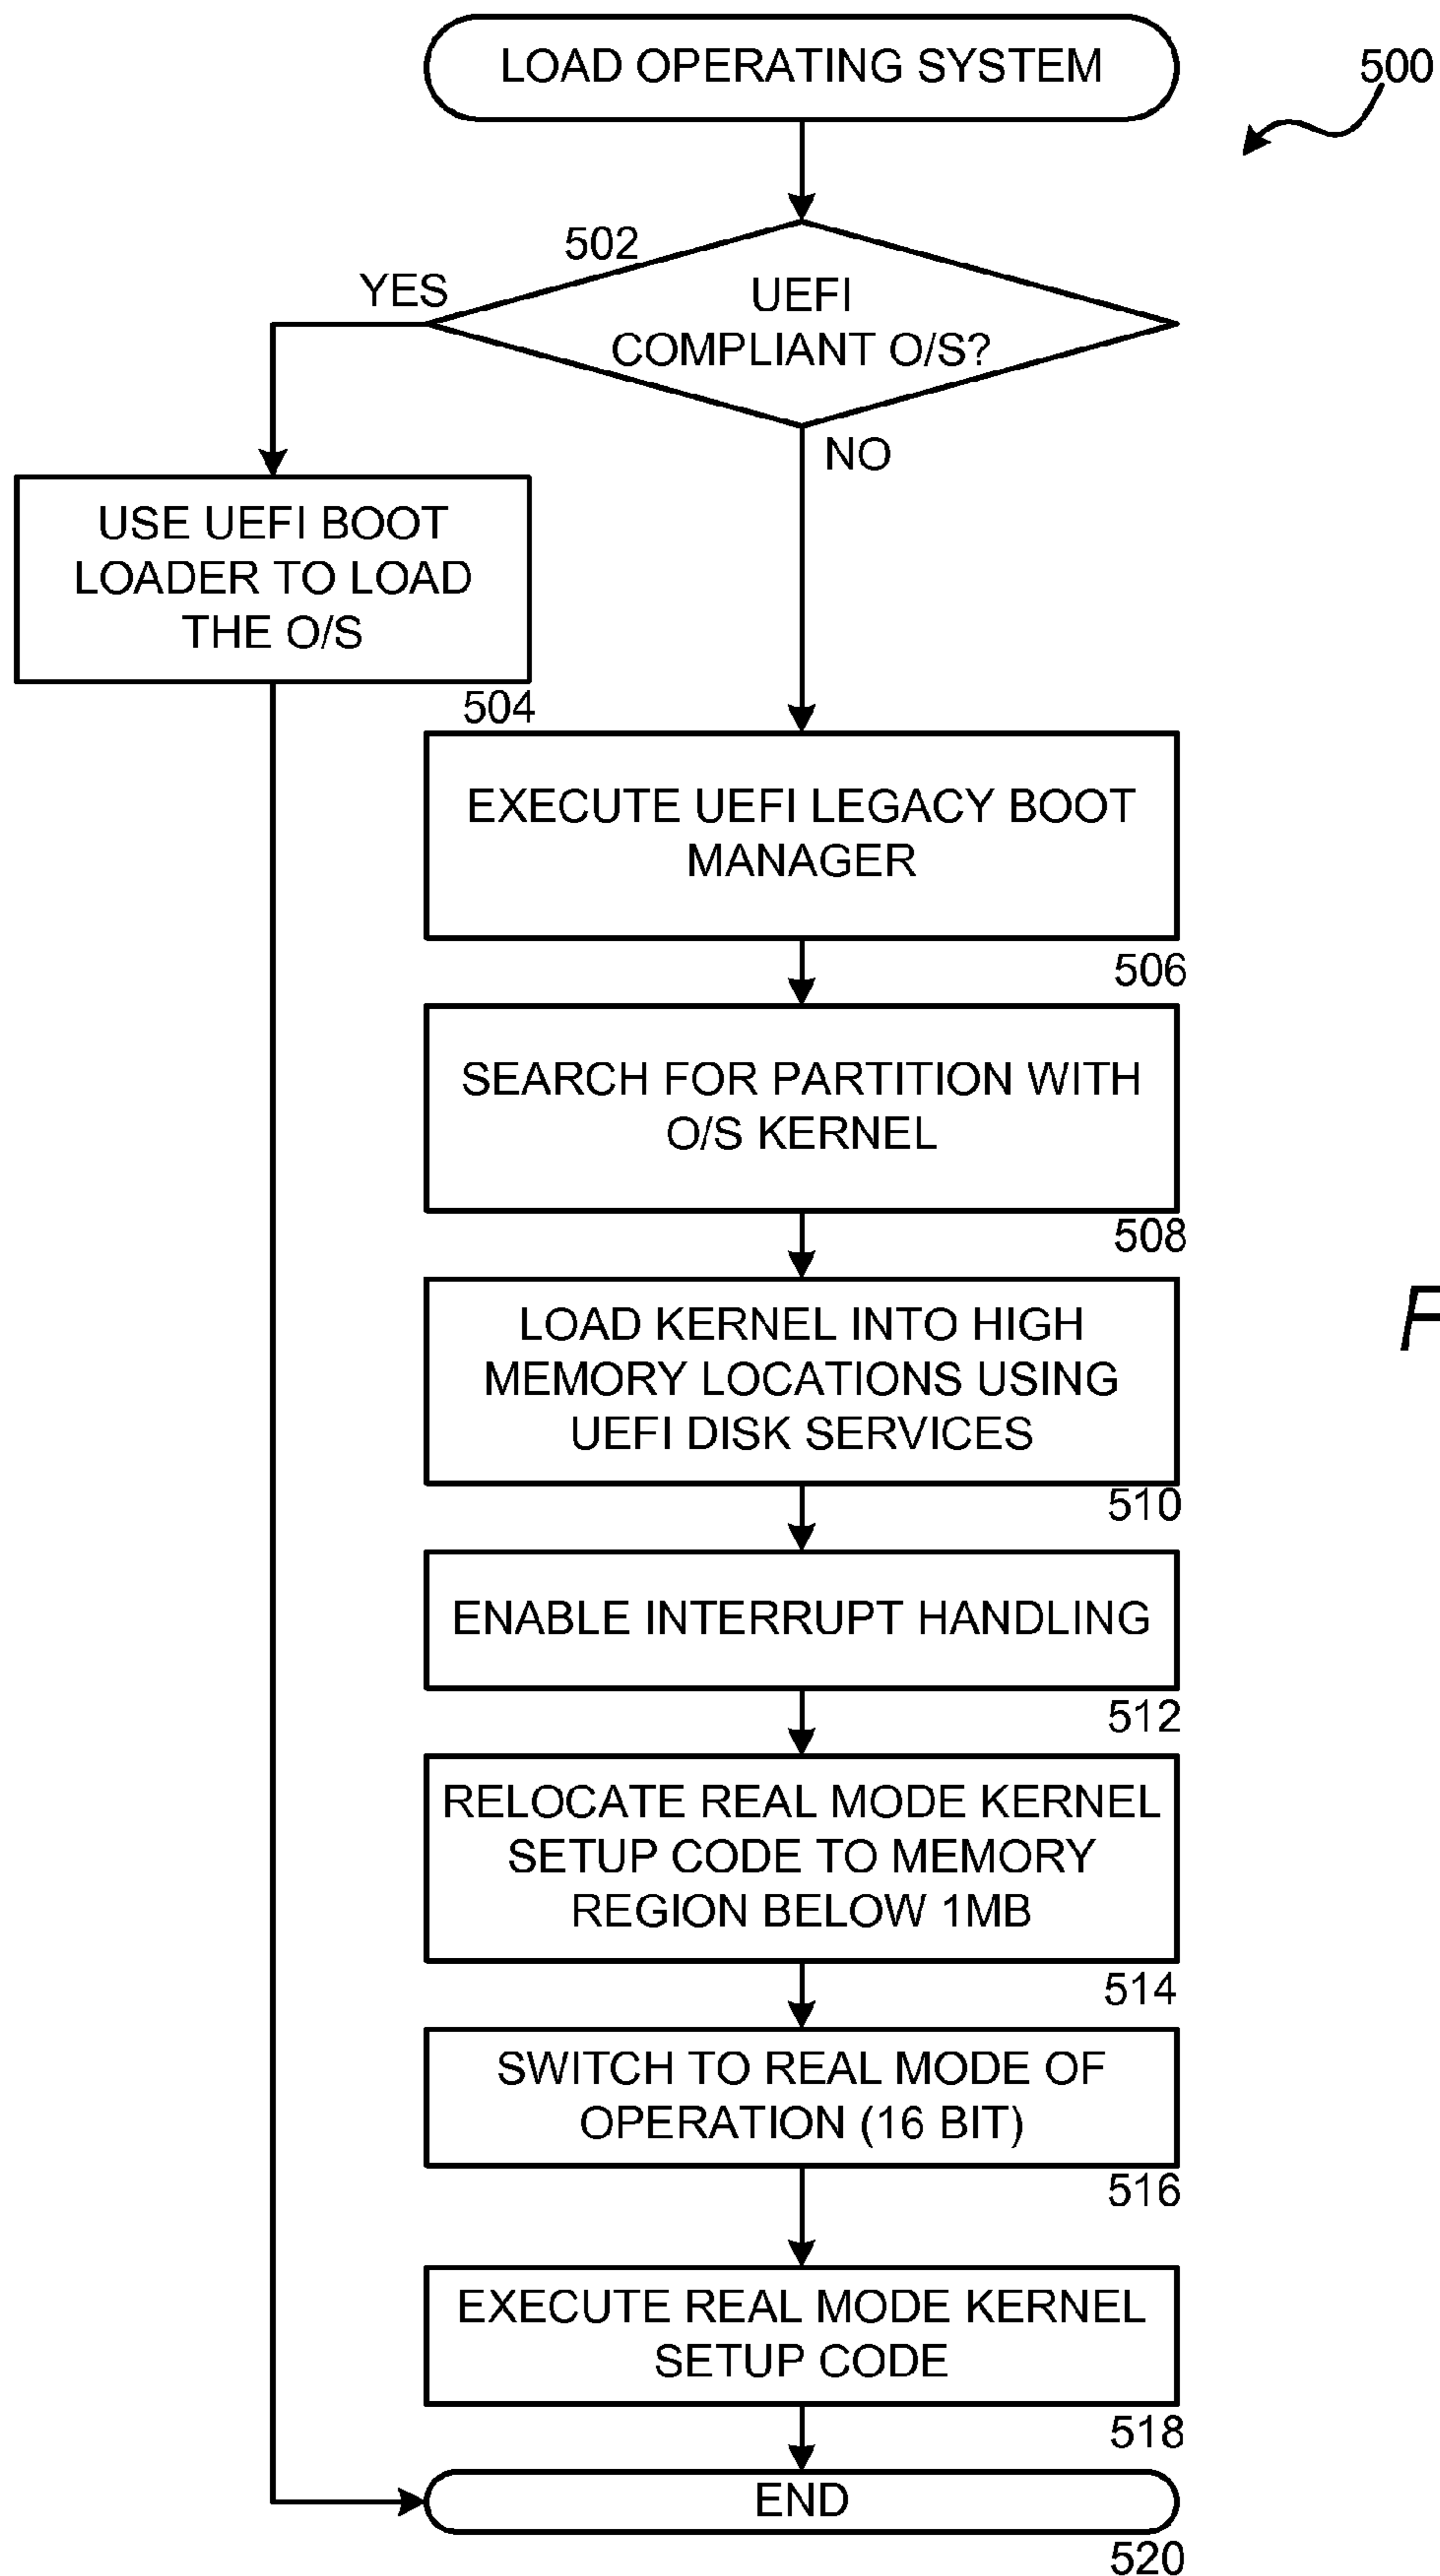 LOAD OPERATING SYSTEM
500
502
YES
UEFI
COMPLIANT O/S?
NO
USE UEFI BOOT
LOADER TO LOAD
THE O/S
504
EXECUTE UEFI LEGACY BOOT
MANAGER
506
SEARCH FOR PARTITION WITH
O/S KERNEL
508
LOAD KERNEL INTO HIGH
MEMORY LOCATIONS USING
UEFI DISK SERVICES
510
F
ENABLE INTERRUPT HANDLING
512
RELOCATE REAL MODE KERNEL
SETUP CODE TO MEMORY
REGION BELOW 1MB
514
SWITCH TO REAL MODE OF
OPERATION (16 BIT)
516
EXECUTE REAL MODE KERNEL
SETUP CODE
518
END
520